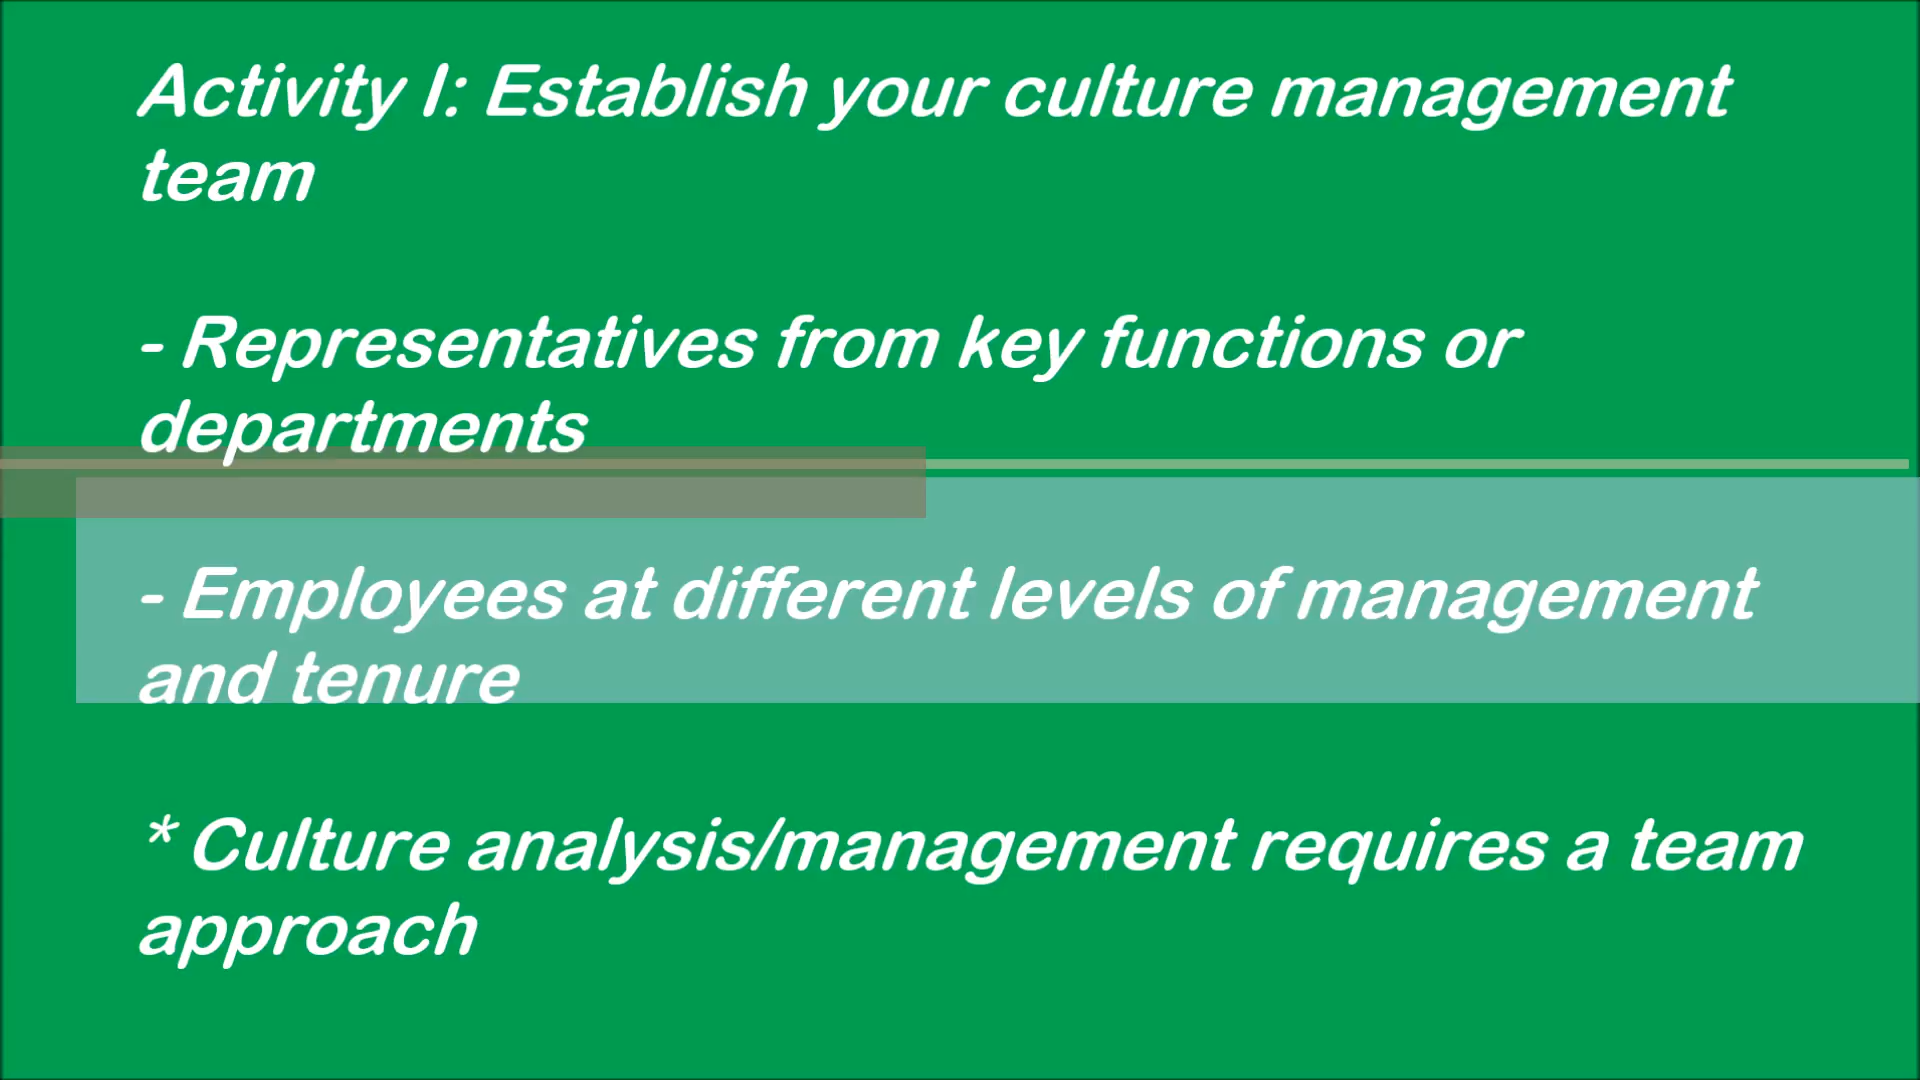 Activity I: Establish your culture management
team
- Representatives from key functions or
departments
- Employees at different levels of management
and tenure
* Culture analysis/management requires a team
approach